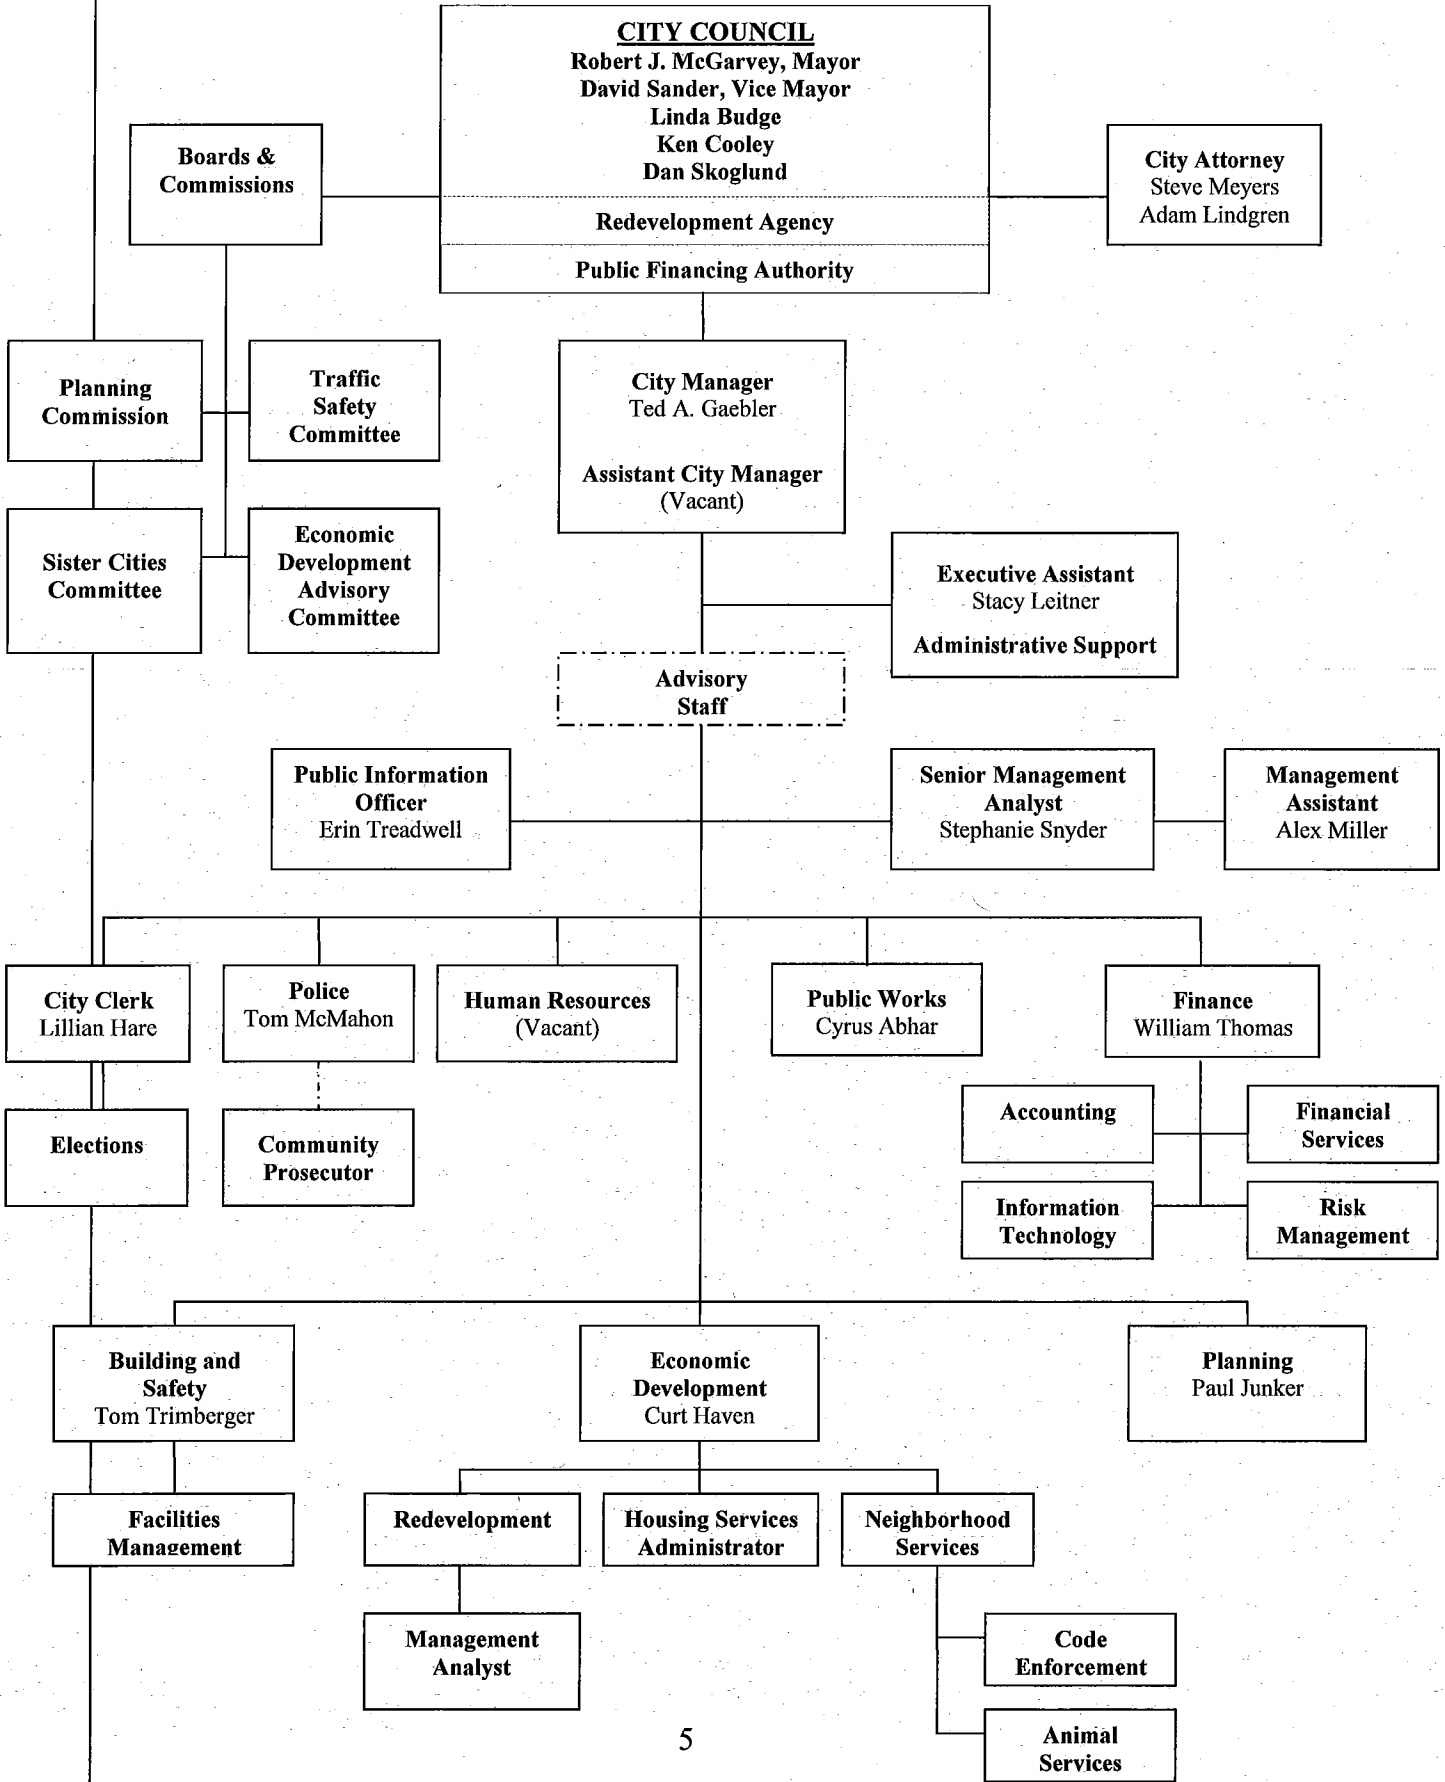 CITY COUNCIL
Robert J. McGarvey, Mayor
David Sander, Vice Mayor
Linda Budge
Ken Cooley
Dan Skoglund
Redevelopment Agency
Public Financing Authority
Boards &
Commissions
City Attorney
Steve Meyers
Adam Lindgren
Planning
Commission
Traffic
Safety
Committee
City Manager
Ted A. Gaebler
Assistant City Manager
(Vacant)
Sister Cities
Committee
Economic
Development
Advisory
Committee
Executive Assistant
Stacy Leitner
Administrative Support
Advisory
Staff
Public Information
Officer
Erin Treadwell
Senior Management
Analyst
Stephanie Snyder
Management
Assistant
Alex Miller
City Clerk
Lillian Hare
Police
Tom McMahon
Human Resources
(Vacant)
Public Works
Cyrus Abhar
Finance
William Thomas
Elections
Community
Prosecutor
Accounting
Financial
Services
Information
Technology
Risk
Management
Building and
Safety
Tom Trimberger
Economic
Development
Curt Haven
Planning
Paul Junker
Facilities
Management
Redevelopment
Housing Services
Administrator
Neighborhood
Services
Management
Analyst
Code
Enforcement
Animal
Services
5